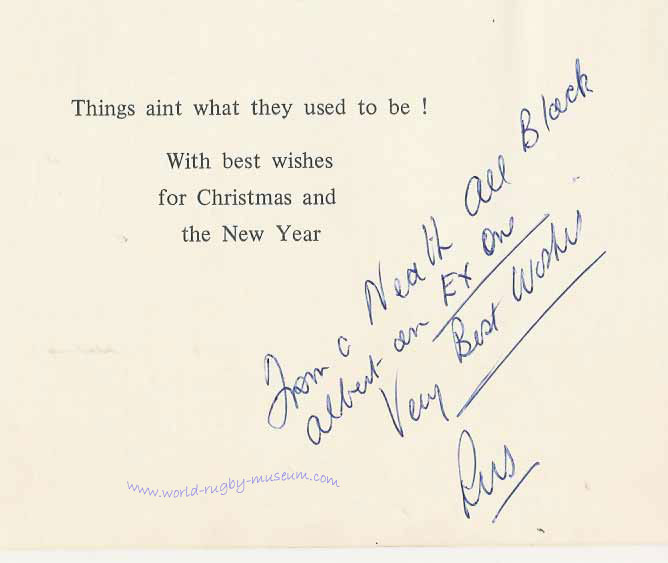 Things aint what they used to be !
With best wishes
for Christmas and
the New Year
From a Neath All Black
albeit an Ex One
Very Best Wishes
www.world-rugby-museum.com